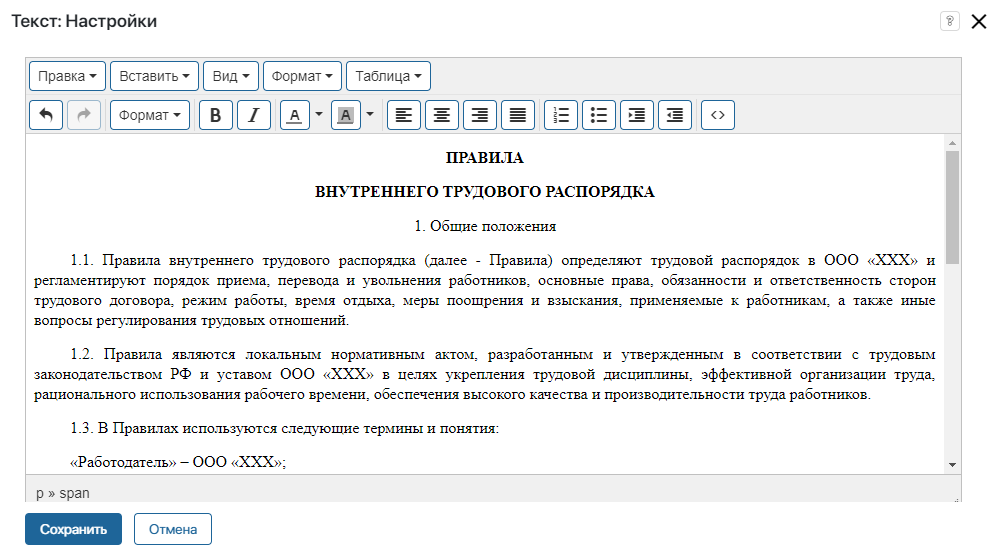 Текст: Настройки ?
Правка Вставить Вид Формат Таблица
Формат B I A A <>
ПРАВИЛА
ВНУТРЕННЕГО ТРУДОВОГО РАСПОРЯДКА
1. Общие положения
1.1. Правила внутреннего трудового распорядка (далее - Правила) определяют трудовой распорядок в ООО «XXX» и
регламентируют порядок приема, перевода и увольнения работников, основные права, обязанности и ответственность сторон
трудового договора, режим работы, время отдыха, меры поощрения и взыскания, применяемые к работникам, а также иные
вопросы регулирования трудовых отношений.
1.2. Правила являются локальным нормативным актом, разработанным и утвержденным в соответствии с трудовым
законодательством РФ и уставом ООО «XXX» в целях укрепления трудовой дисциплины, эффективной организации труда,
рационального использования рабочего времени, обеспечения высокого качества и производительности труда работников.
1.3. В Правилах используются следующие термины и понятия:
«Работодатель» – ООО «XXX»;
p » span
Сохранить Отмена